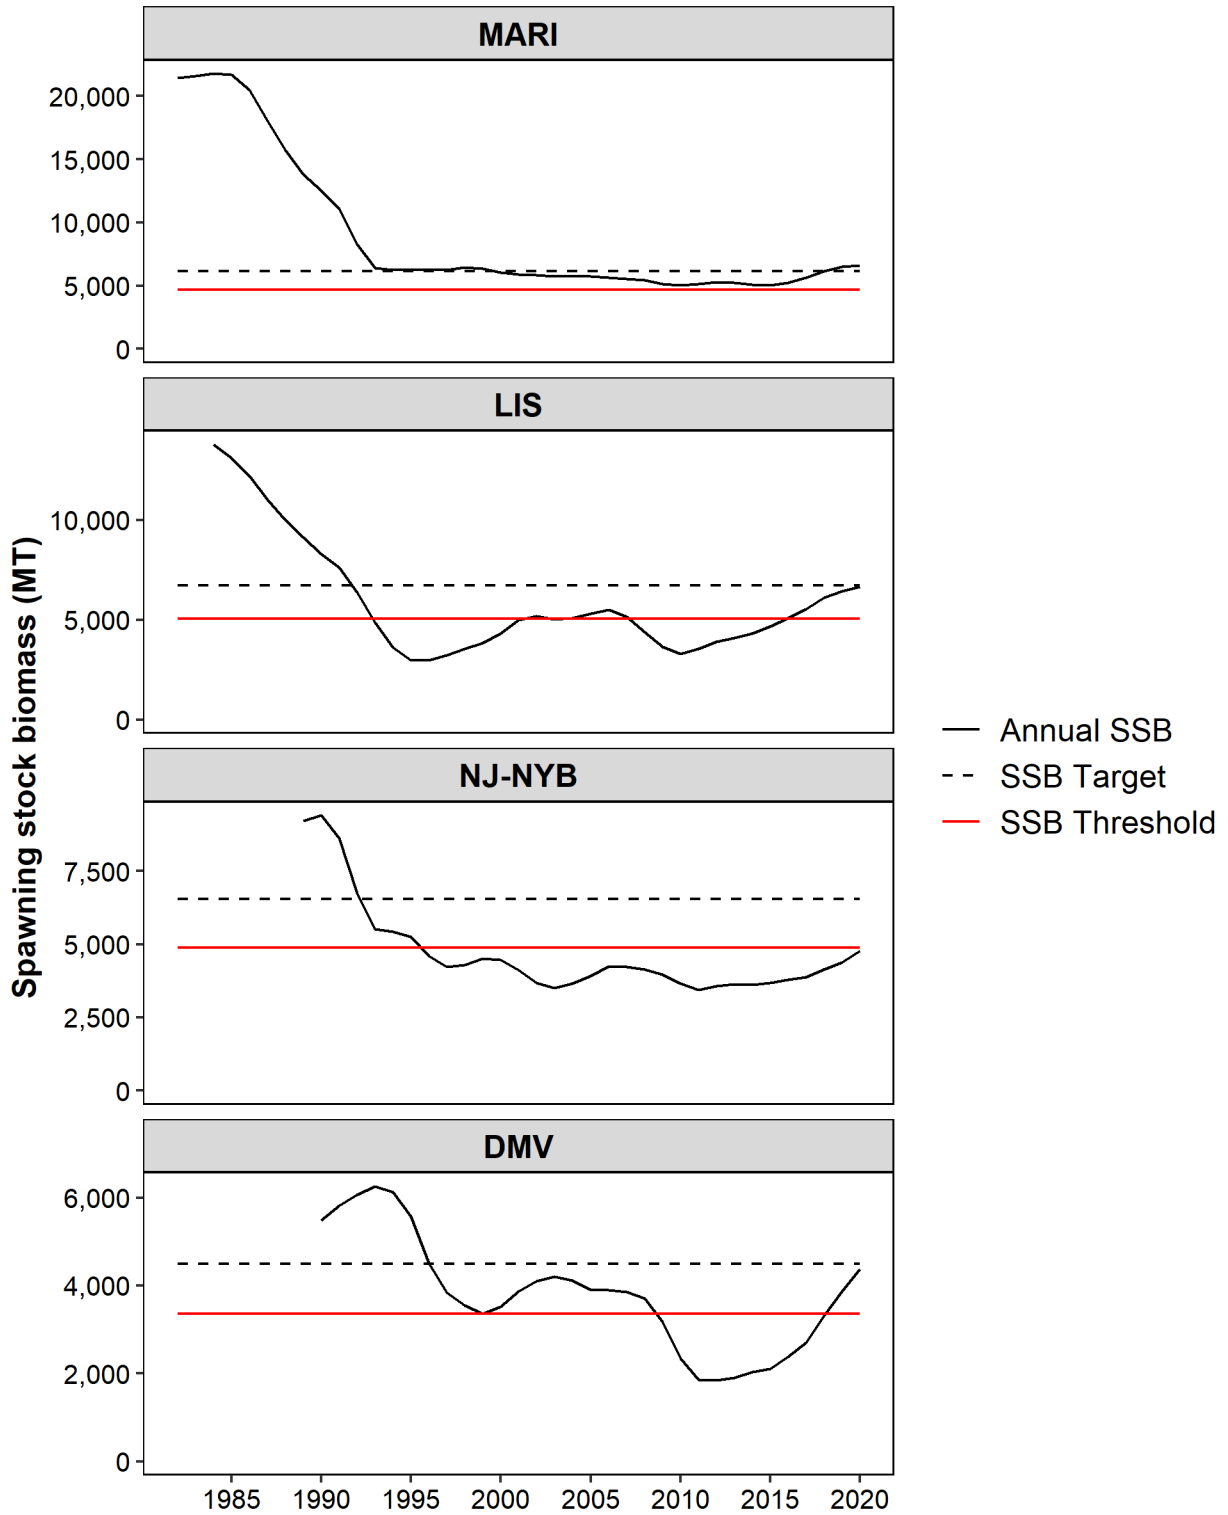 MARI
20,000
15,000
10,000
5,000
0
LIS
10,000
5,000
0
NJ-NYB
7,500
5,000
2,500
0
DMV
6,000
4,000
2,000
0
1985 1990 1995 2000 2005 2010 2015 2020
Spawning stock biomass (MT)
Annual SSB
SSB Target
SSB Threshold